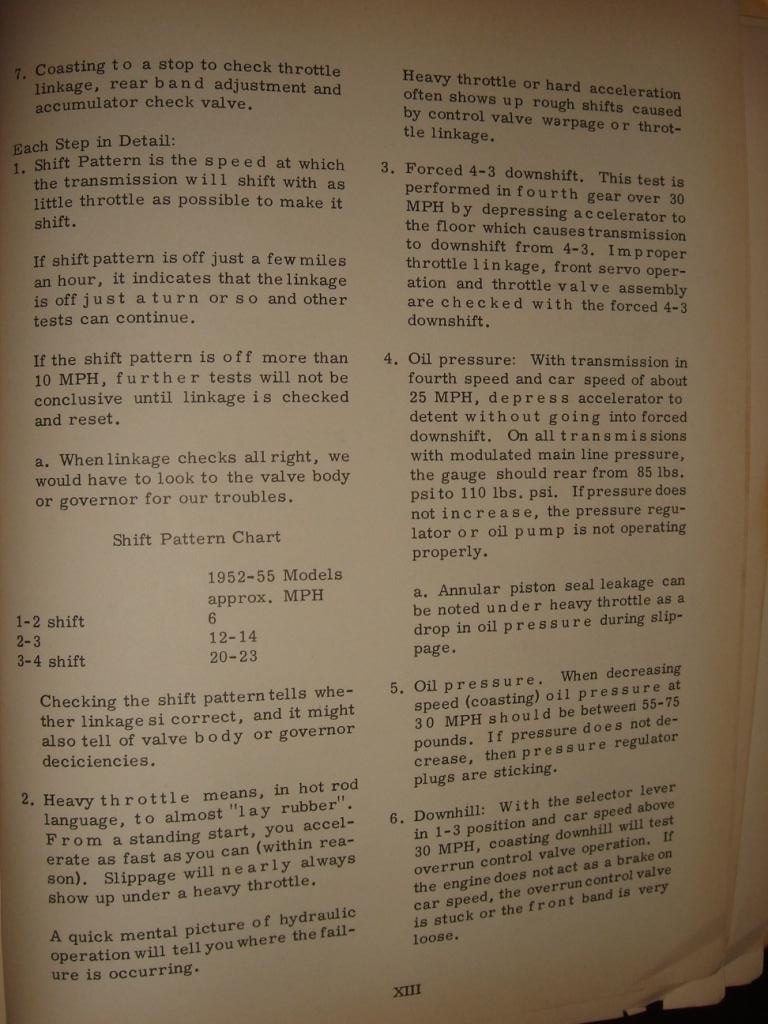 7. Coasting to a stop to check throttle
linkage, rear band adjustment and
accumulator check valve.
Each Step in Detail:
1. Shift Pattern is the speed at which
the transmission will shift with as
little throttle as possible to make it
shift.
If shift pattern is off just a few miles
an hour, it indicates that the linkage
is off just a turn or so and other
tests can continue.
If the shift pattern is off more than
10 MPH, further tests will not be
conclusive until linkage is checked
and reset.
a. When linkage checks all right, we
would have to look to the valve body
or governor for our troubles.
Shift Pattern Chart
1952-55 Models
approx. MPH
1-2 shift 6
2-3 12-14
3-4 shift 20-23
Checking the shift pattern tells whe-
ther linkage si correct, and it might
also tell of valve body or governor
deciciencies.
2. Heavy throttle means, in hot rod
language, to almost "lay rubber".
From a standing start, you accel-
erate as fast as you can (within rea-
son). Slippage will nearly always
show up under a heavy throttle.
A quick mental picture of hydraulic
operation will tell you where the fail-
ure is occurring.
Heavy throttle or hard acceleration
often shows up rough shifts caused
by control valve warpage or throt-
tle linkage.
3. Forced 4-3 downshift. This test is
performed in fourth gear over 30
MPH by depressing accelerator to
the floor which causes transmission
to downshift from 4-3. Improper
throttle linkage, front servo oper-
ation and throttle valve assembly
are checked with the forced 4-3
downshift.
4. Oil pressure: With transmission in
fourth speed and car speed of about
25 MPH, depress accelerator to
detent without going into forced
downshift. On all transmissions
with modulated main line pressure,
the gauge should rear from 85 lbs.
psi to 110 lbs. psi. If pressure does
not increase, the pressure regu-
lator or oil pump is not operating
properly.
a. Annular piston seal leakage can
be noted under heavy throttle as a
drop in oil pressure during slip-
page.
5. Oil pressure. When decreasing
speed (coasting) oil pressure at
30 MPH should be between 55-75
pounds. If pressure does not de-
crease, then pressure regulator
plugs are sticking.
6. Downhill: With the selector lever
in 1-3 position and car speed above
30 MPH, coasting downhill will test
overrun control valve operation. If
the engine does not act as a brake on
car speed, the overrun control valve
is stuck or the front band is very
loose.
XIII